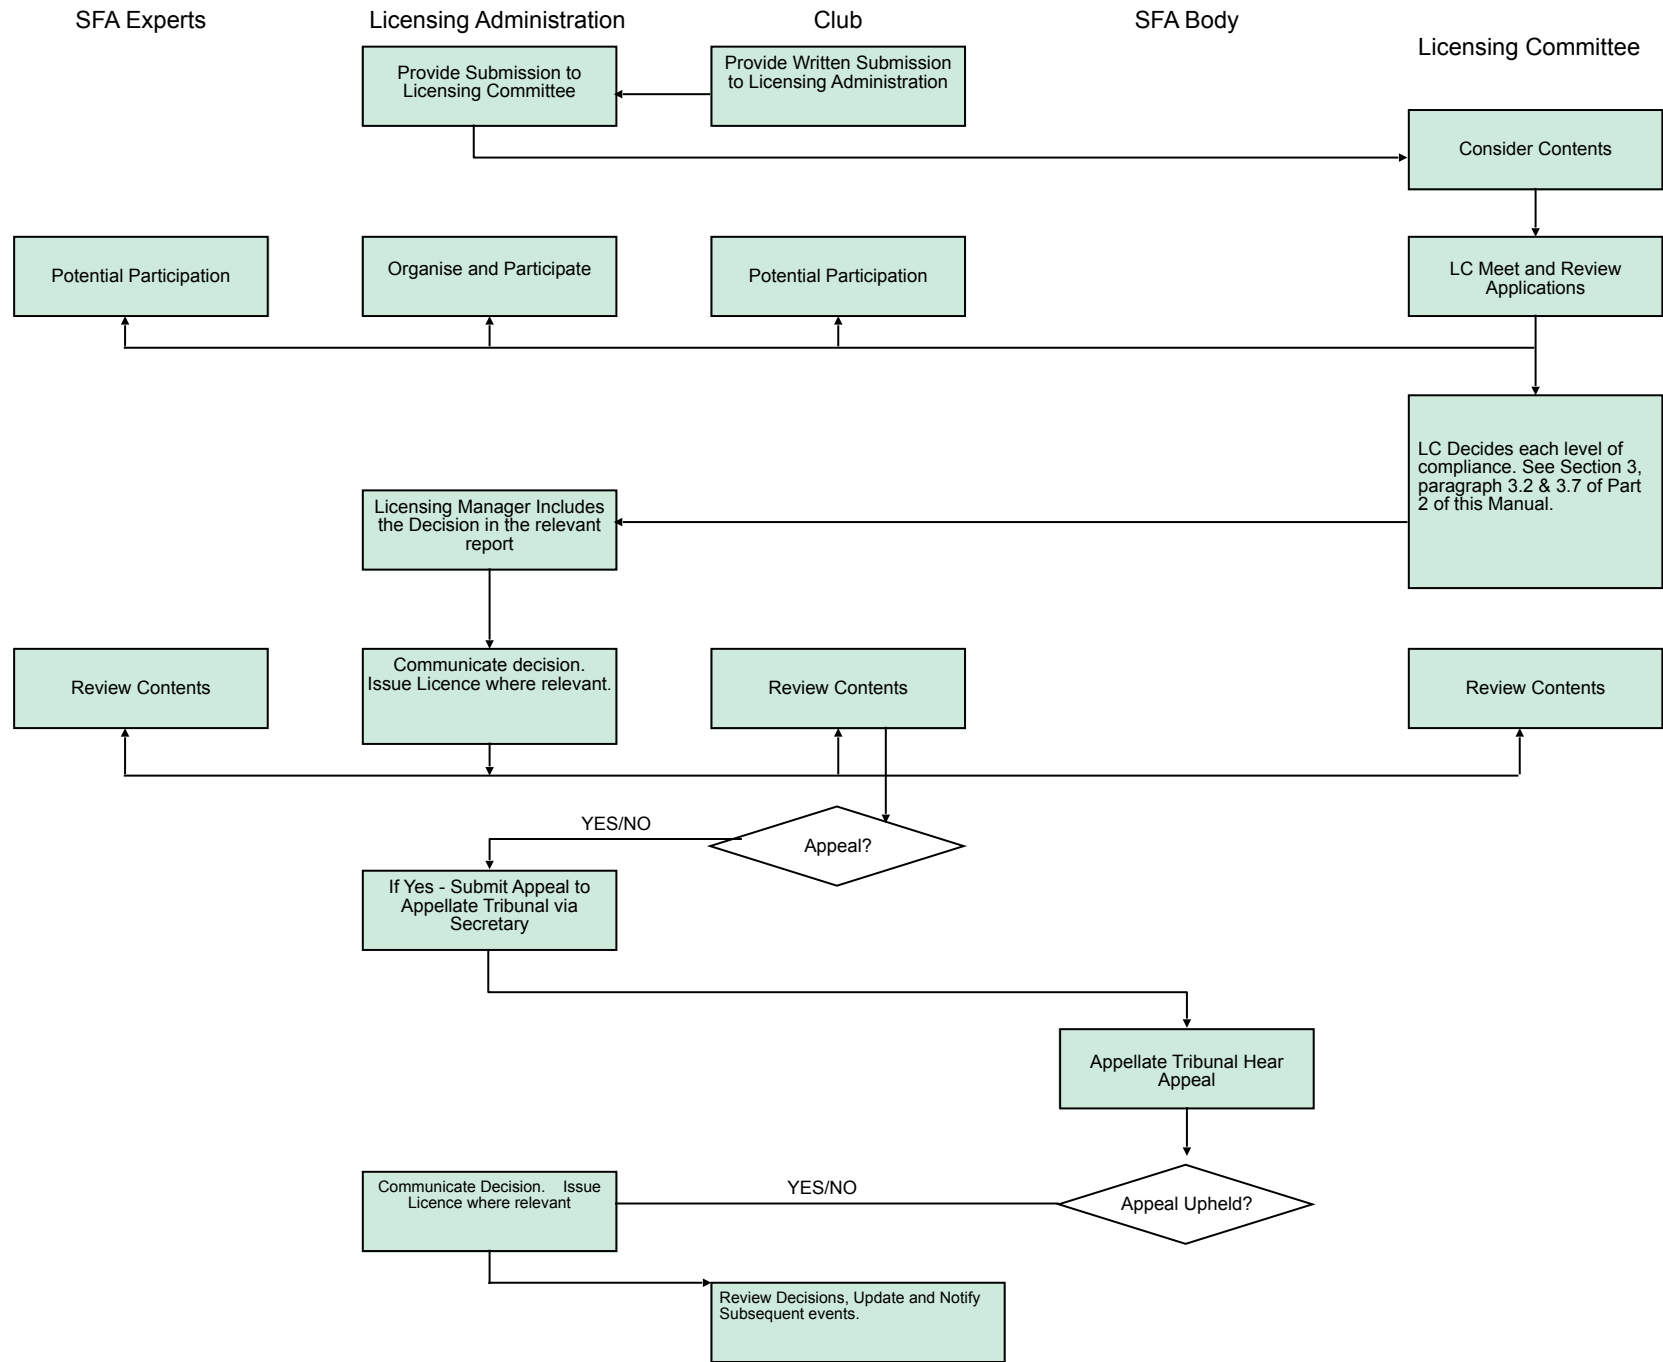 SFA Experts
Licensing Administration
Club
SFA Body
Licensing Committee
Provide Submission to
Licensing Committee
Provide Written Submission
to Licensing Administration
Consider Contents
Potential Participation
Organise and Participate
Potential Participation
LC Meet and Review
Applications
LC Decides each level of
compliance. See Section 3,
paragraph 3.2 & 3.7 of Part
2 of this Manual.
Licensing Manager Includes
the Decision in the relevant
report
Review Contents
Communicate decision.
Issue Licence where relevant.
Review Contents
Review Contents
YES/NO
Appeal?
If Yes - Submit Appeal to
Appellate Tribunal via
Secretary
Appellate Tribunal Hear
Appeal
Communicate Decision. Issue
Licence where relevant
YES/NO
Appeal Upheld?
Review Decisions, Update and Notify
Subsequent events.